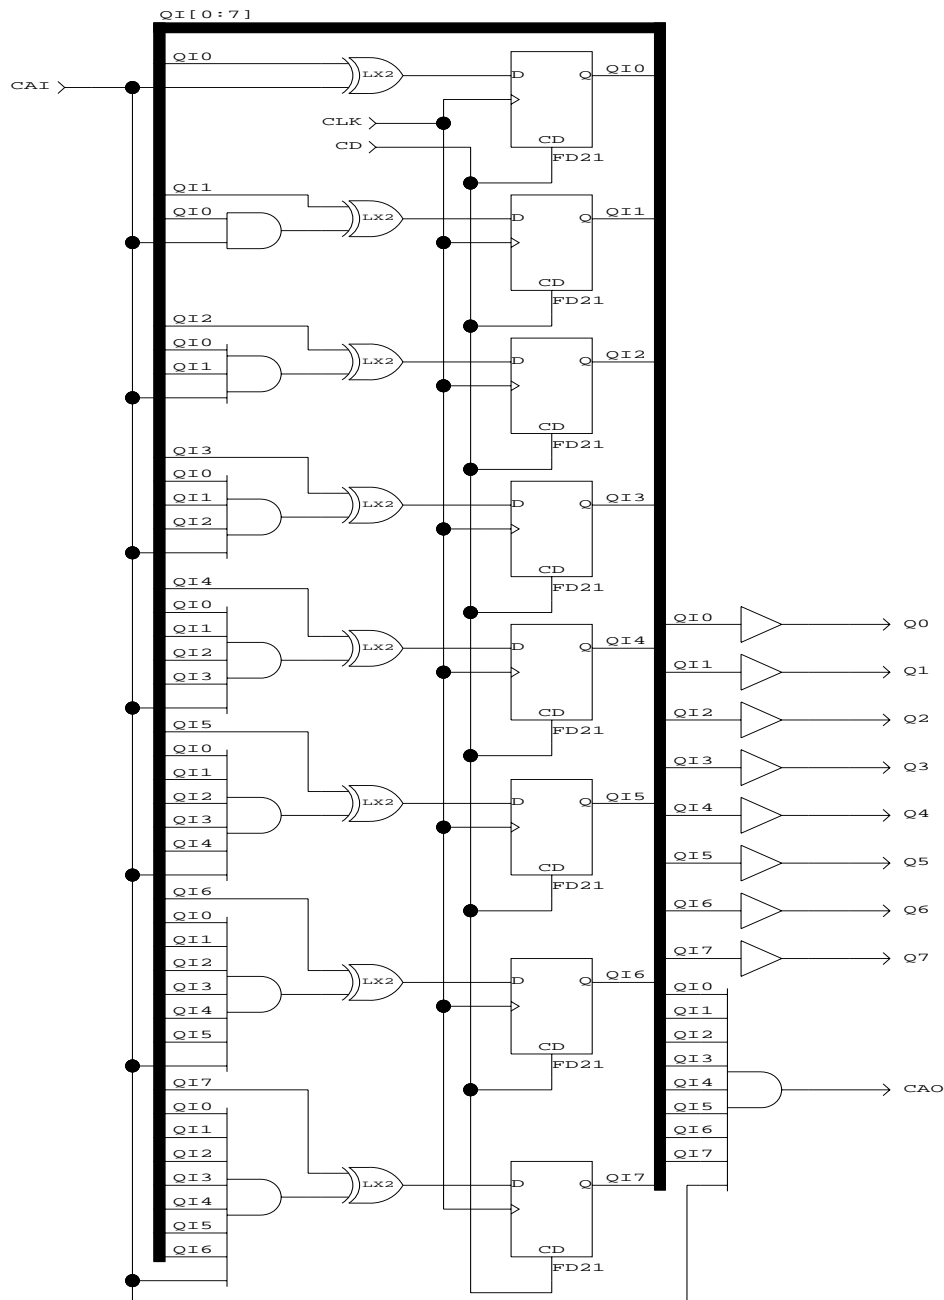 QI[0:7]
QI0
LX2
D Q
QI0
CAI
CLK
CD
CD
FD21
QI1
QI0
LX2
D Q
QI1
CD
FD21
QI2
QI0
QI1
LX2
D Q
QI2
CD
FD21
QI3
QI0
QI1
QI2
LX2
D Q
QI3
CD
FD21
QI4
QI0
QI1
QI2
QI3
LX2
D Q
QI4
CD
FD21
QI5
QI0
QI1
QI2
QI3
QI4
LX2
D Q
QI5
CD
FD21
QI6
QI0
QI1
QI2
QI3
QI4
QI5
LX2
D Q
QI6
CD
FD21
QI7
QI0
QI1
QI2
QI3
QI4
QI5
QI6
LX2
D Q
QI7
CD
FD21
QI0 Q0
QI1 Q1
QI2 Q2
QI3 Q3
QI4 Q4
QI5 Q5
QI6 Q6
QI7 Q7
QI0
QI1
QI2
QI3
QI4
CAO
QI5
QI6
QI7